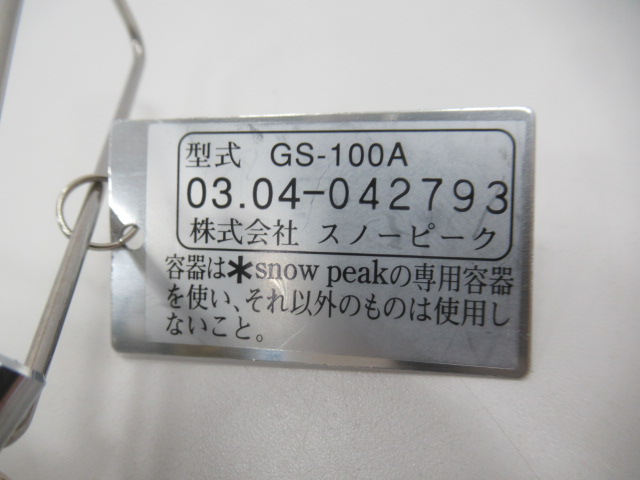 型式 GS-100A
03.04-042793
株式会社 スノーピーク
容器は*snow peakの専用容器
を使い、それ以外のものは使用し
ないこと。